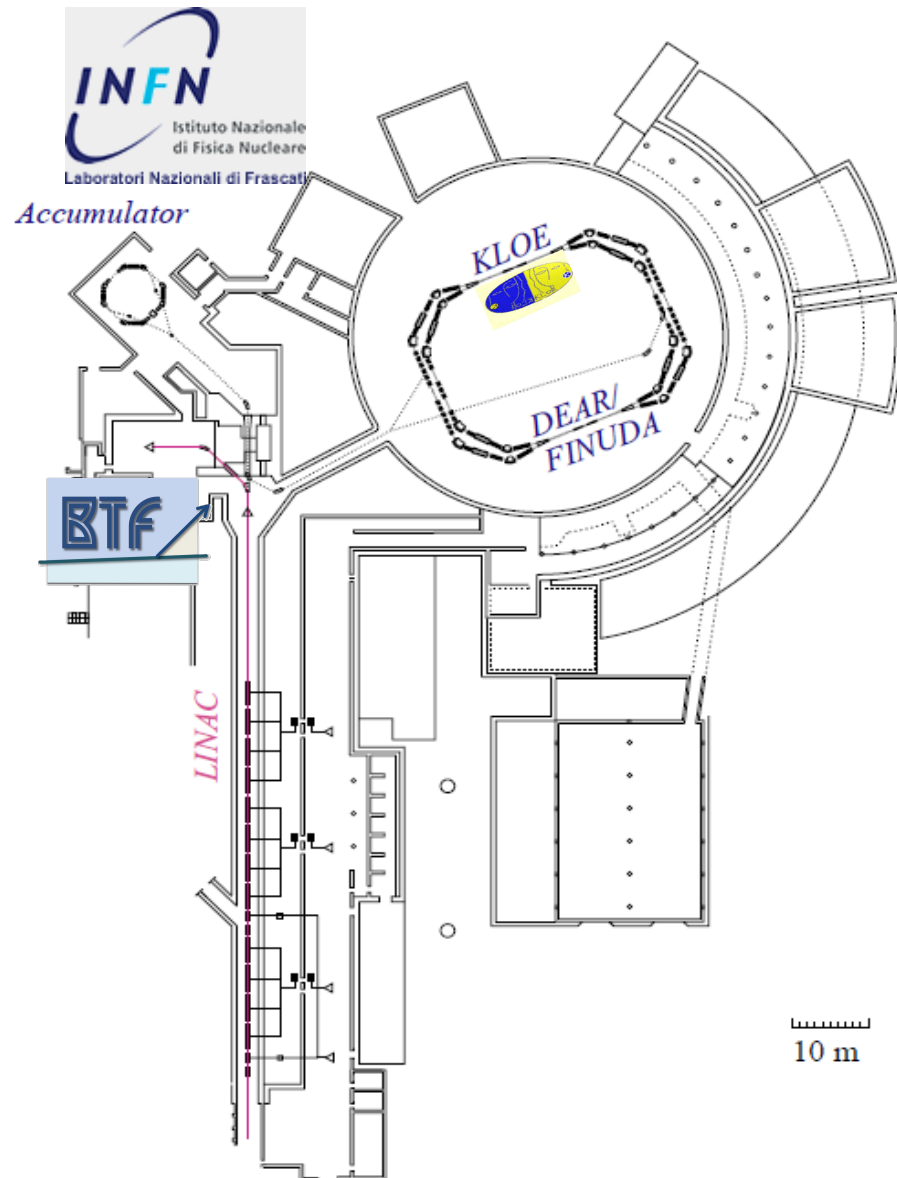 INFN
Istituto Nazionale
di Fisica Nucleare
Laboratori Nazionali di Frascati
Accumulator
KLOE
DEAR/
FINUDA
BTF
LINAC
10 m